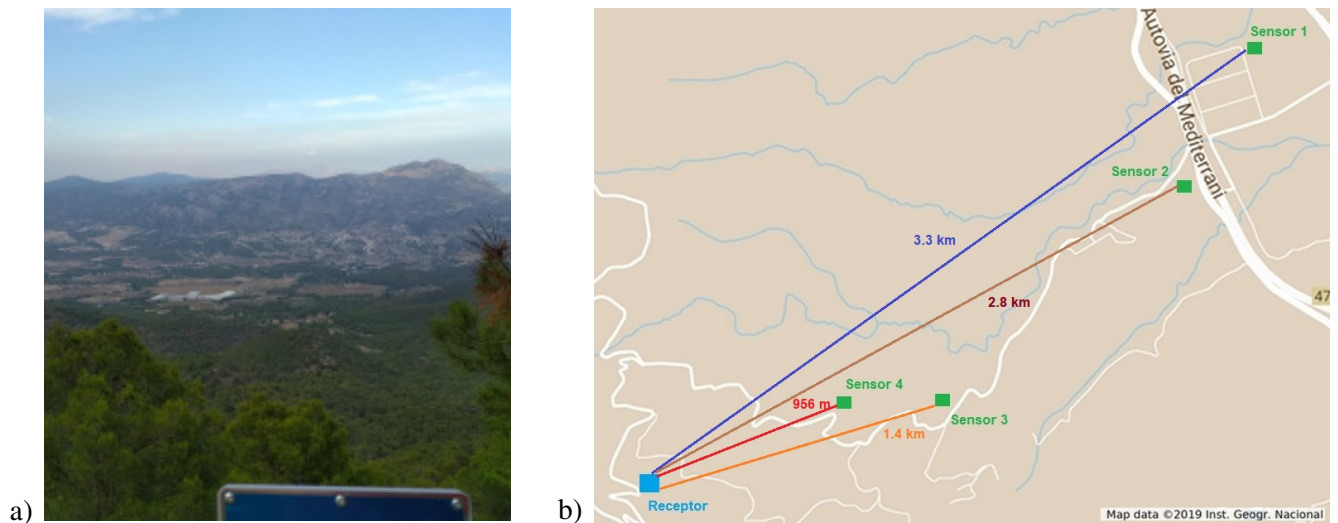 a)
b)
Autovia del Mediterrani
Sensor 1
Sensor 2
3.3 km
2.8 km
47
Sensor 4
956 m
Sensor 3
1.4 km
Receptor
Map data ©2019 Inst. Geogr. Nacional